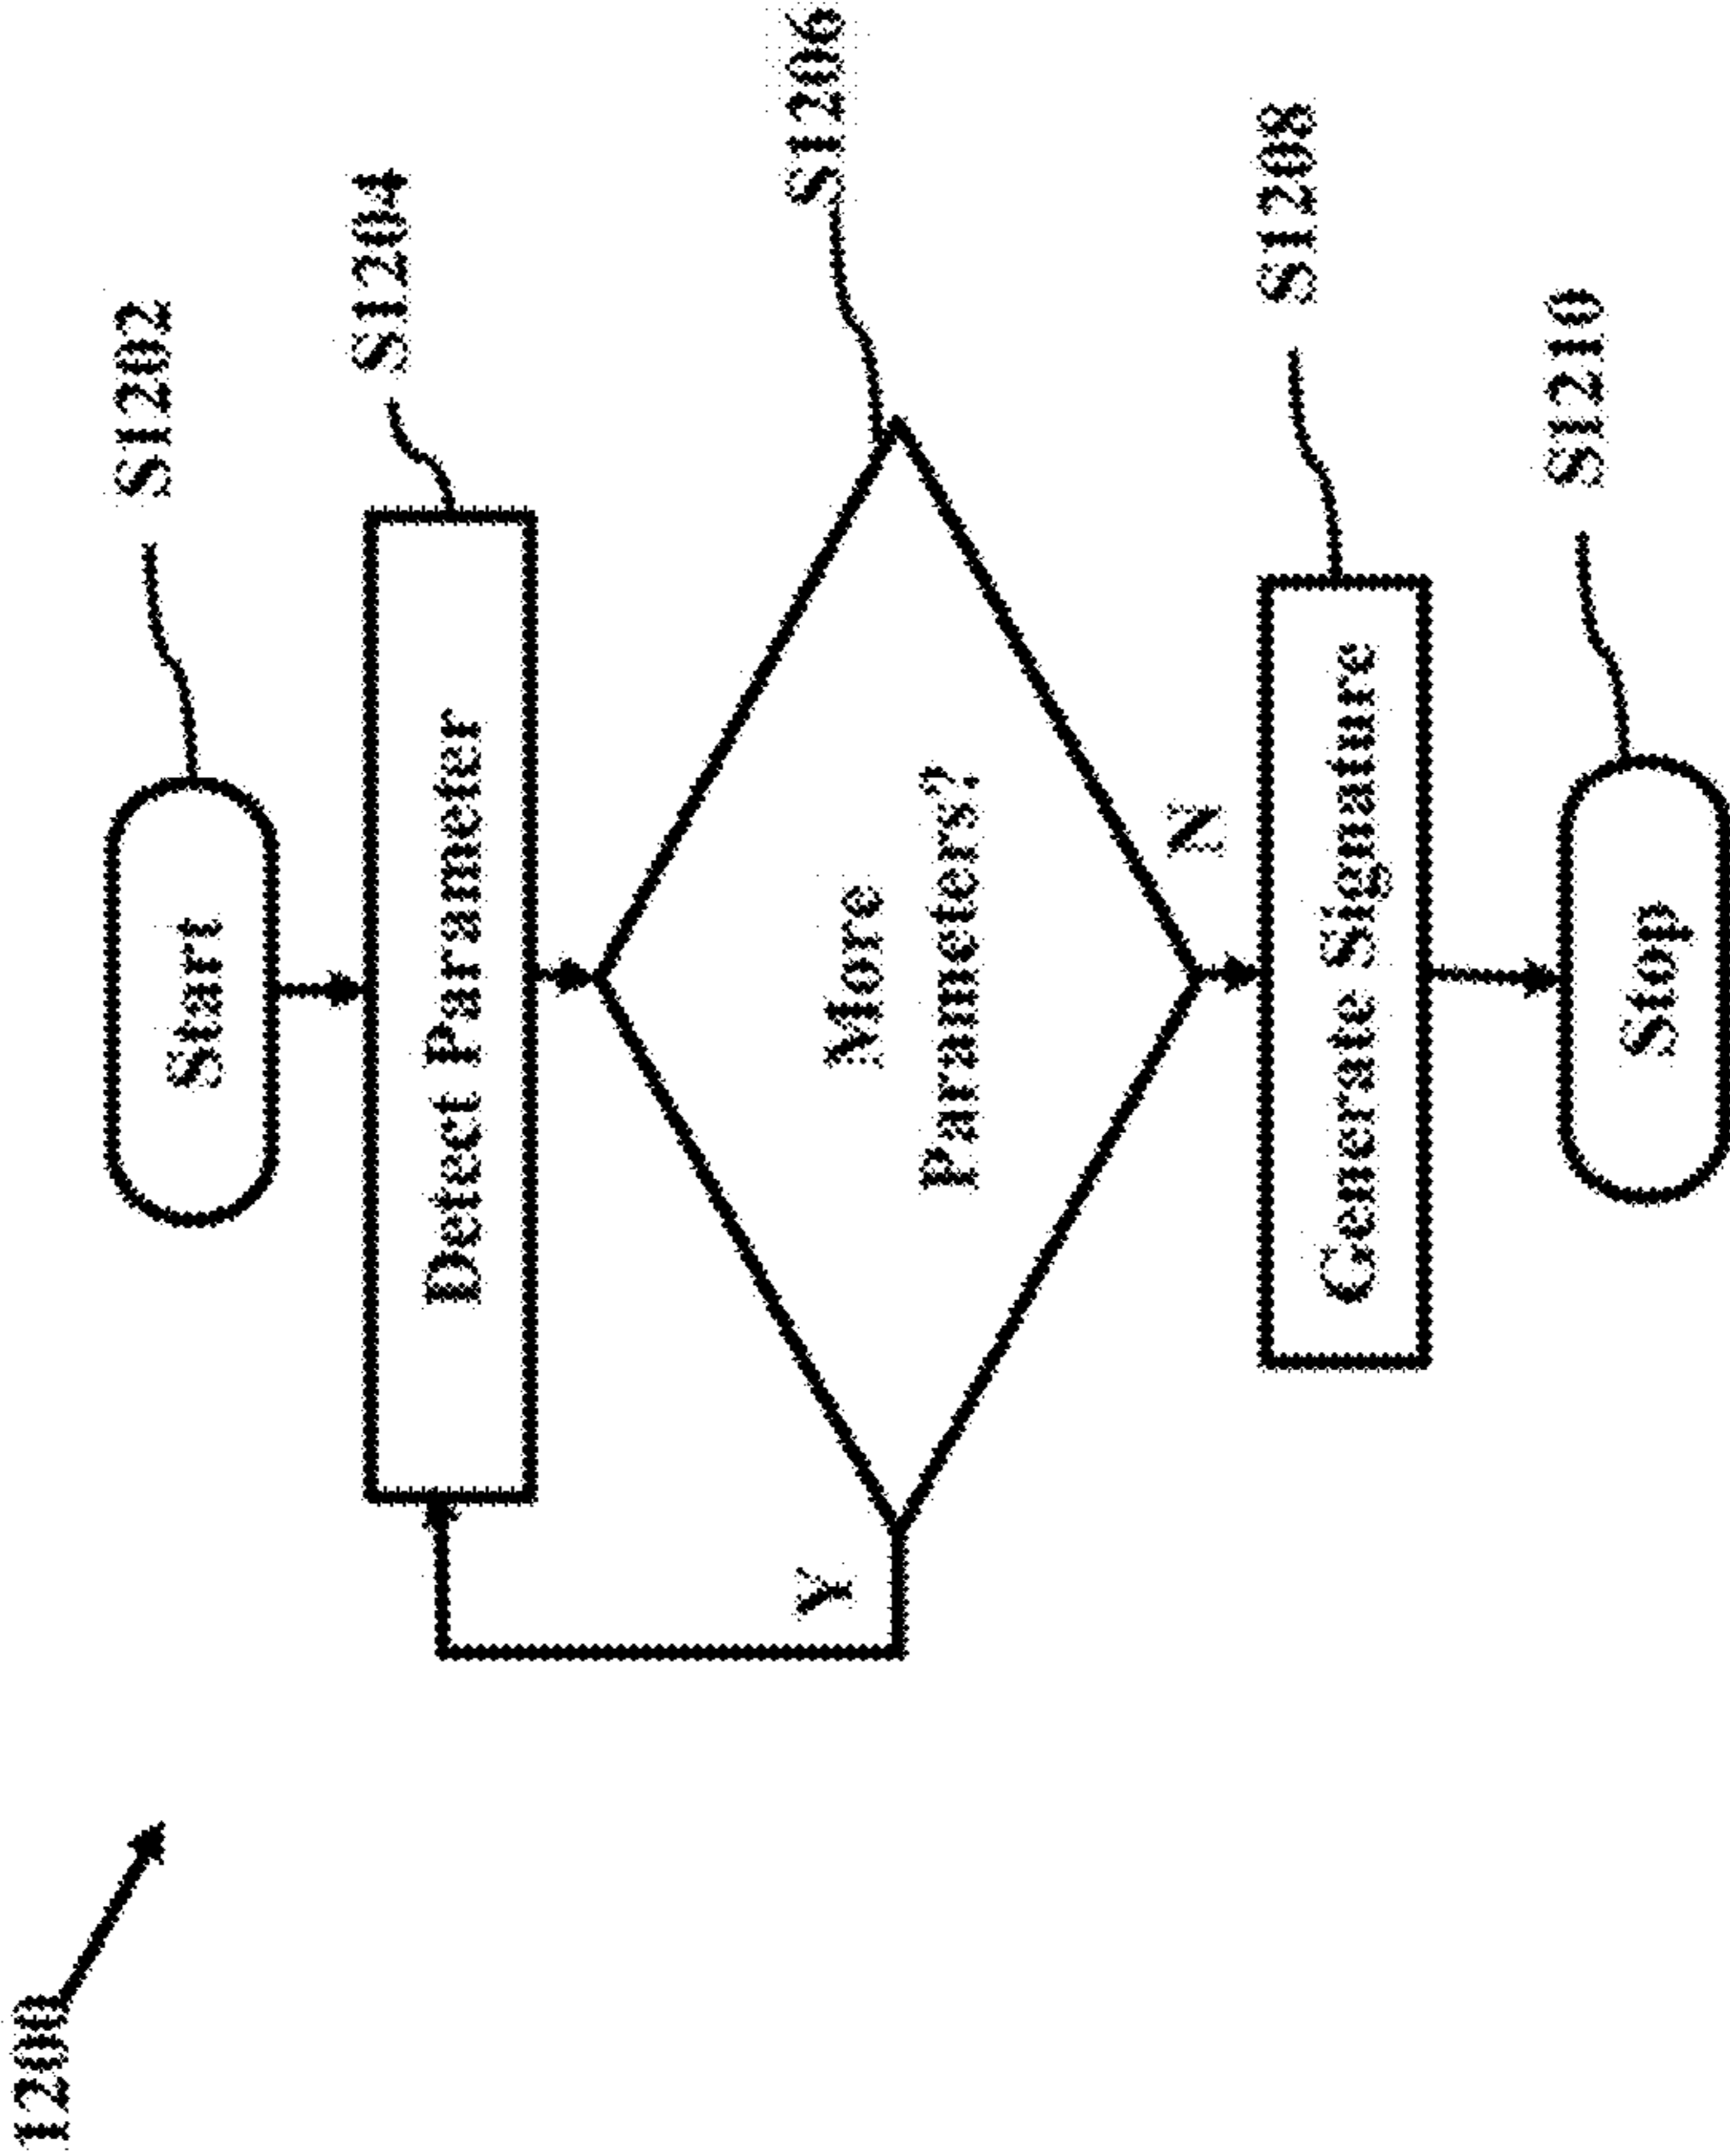 1200
Start
S1202
Detect Parameter
S1204
More
Parameters?
S1206
Y
N
Generate Signature
S1208
Stop
S1210